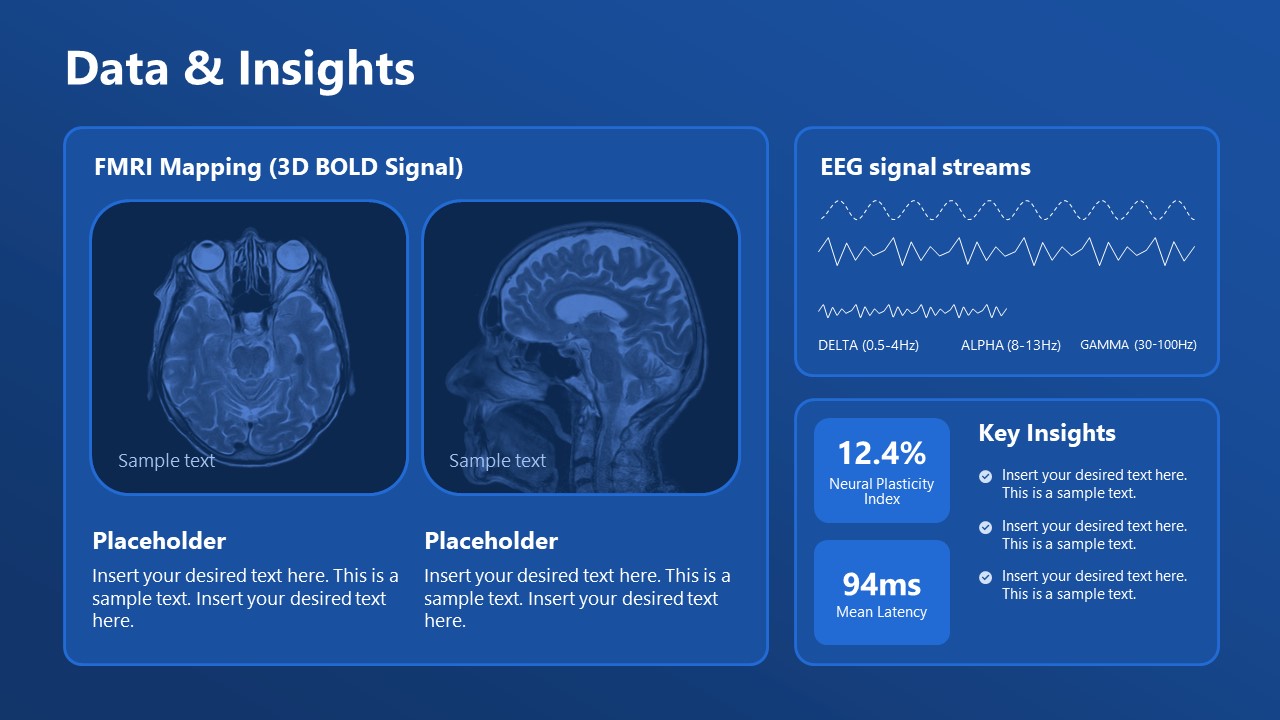 Data & Insights
FMRI Mapping (3D BOLD Signal)
Sample text
Sample text
Placeholder
Insert your desired text here. This is a
sample text. Insert your desired text
here.
Placeholder
Insert your desired text here. This is a
sample text. Insert your desired text
here.
EEG signal streams
DELTA (0.5-4Hz)
ALPHA (8-13Hz)
GAMMA (30-100Hz)
12.4%
Neural Plasticity
Index
94ms
Mean Latency
Key Insights
Insert your desired text here.
This is a sample text.
Insert your desired text here.
This is a sample text.
Insert your desired text here.
This is a sample text.